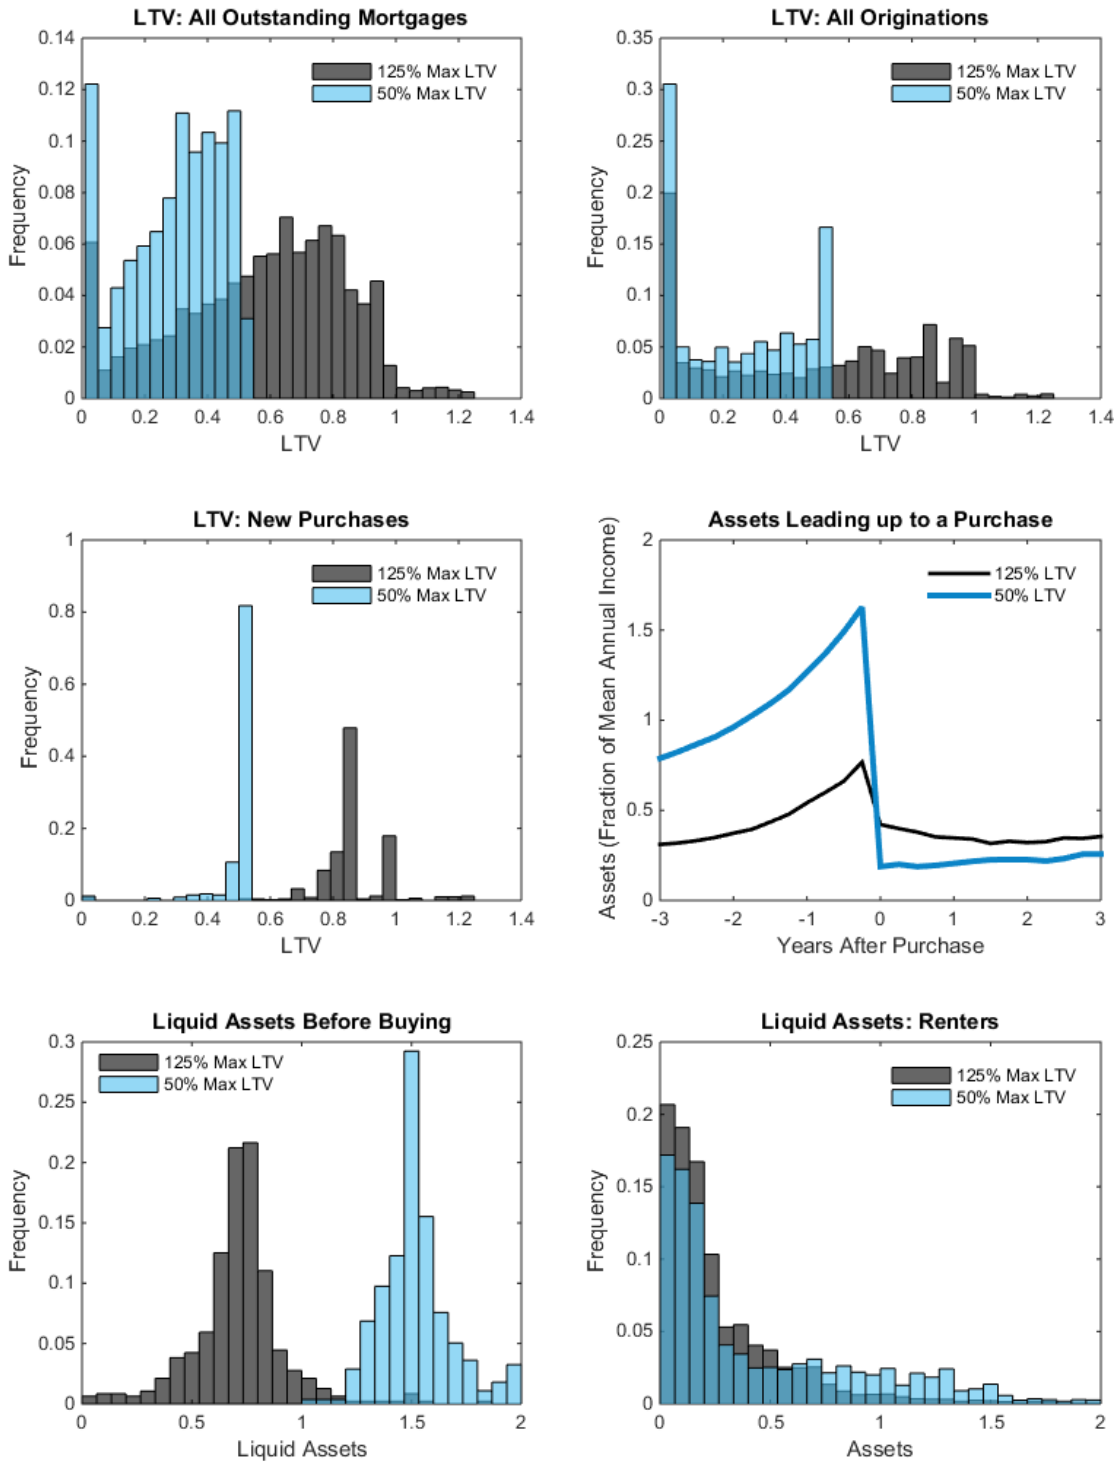 LTV: All Outstanding Mortgages
0.14
0.12
0.1
0.08
0.06
0.04
0.02
0
Frequency
125% Max LTV
50% Max LTV
0 0.2 0.4 0.6 0.8 1 1.2 1.4
LTV
LTV: All Originations
0.35
0.3
0.25
0.2
0.15
0.1
0.05
0
Frequency
125% Max LTV
50% Max LTV
0 0.2 0.4 0.6 0.8 1 1.2 1.4
LTV
LTV: New Purchases
1
0.8
0.6
0.4
0.2
0
Frequency
125% Max LTV
50% Max LTV
0 0.2 0.4 0.6 0.8 1 1.2 1.4
LTV
Assets Leading up to a Purchase
2
1.5
1
0.5
0
Assets (Fraction of Mean Annual Income)
125% LTV
50% LTV
-3 -2 -1 0 1 2 3
Years After Purchase
Liquid Assets Before Buying
0.3
0.25
0.2
0.15
0.1
0.05
0
Frequency
125% Max LTV
50% Max LTV
0 0.5 1 1.5 2
Liquid Assets
Liquid Assets: Renters
0.25
0.2
0.15
0.1
0.05
0
Frequency
125% Max LTV
50% Max LTV
0 0.5 1 1.5 2
Assets